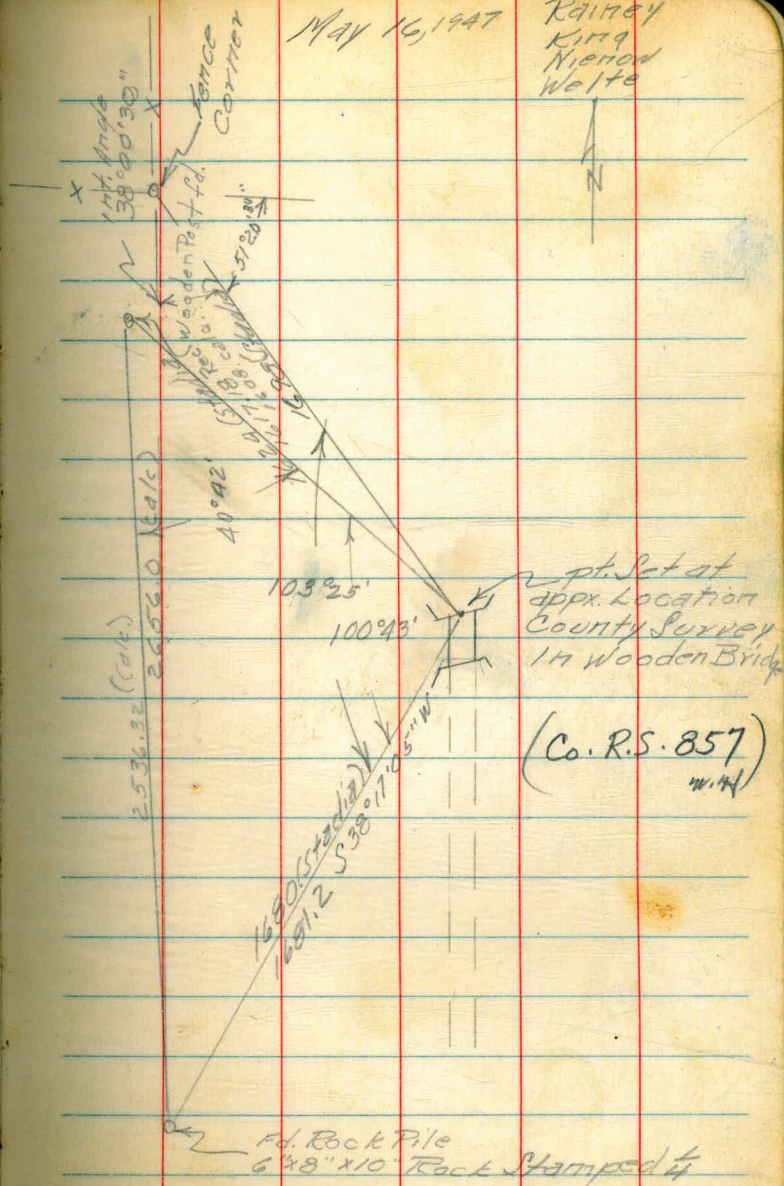 May 16, 1947
Rainey
King
Nienow
Welte
N
Fence
Corner
Int. Angle
38°00'30"
Wooden Post fd.
51°20'30"
40°42'
103°25'
100°43'
pt. Set at
appx. Location
County Survey
In Wooden Bridge
(Co. R.S. 857)
2656.0 (Calc)
2536.32 (Calc)
1680 (Stadia)
1681.2 S 38°17'05" W
Fd. Rock Pile
6"x8"x10" Rock Stamped 1/4